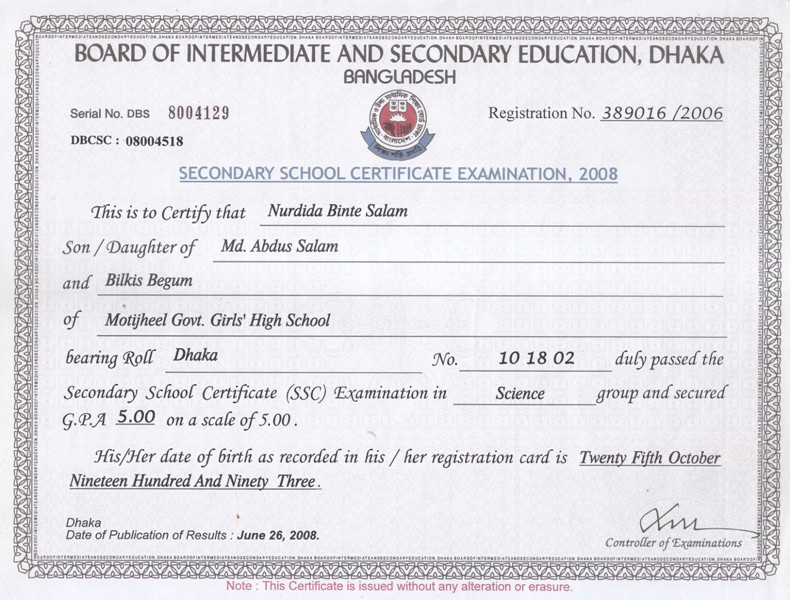 BOARD OF INTERMEDIATE AND SECONDARY EDUCATION, DHAKA
BANGLADESH
Serial No. DBS 8004129
Registration No. 389016 /2006
DBCSC : 08004518
SECONDARY SCHOOL CERTIFICATE EXAMINATION, 2008
This is to Certify that Nurdida Binte Salam
Son / Daughter of Md. Abdus Salam
and Bilkis Begum
of Motijheel Govt. Girls' High School
bearing Roll Dhaka No. 10 18 02 duly passed the
Secondary School Certificate (SSC) Examination in Science group and secured
G.P.A 5.00 on a scale of 5.00 .
His/Her date of birth as recorded in his / her registration card is Twenty Fifth October
Nineteen Hundred And Ninety Three .
Dhaka
Date of Publication of Results : June 26, 2008.
Controller of Examinations
Note : This Certificate is issued without any alteration or erasure.